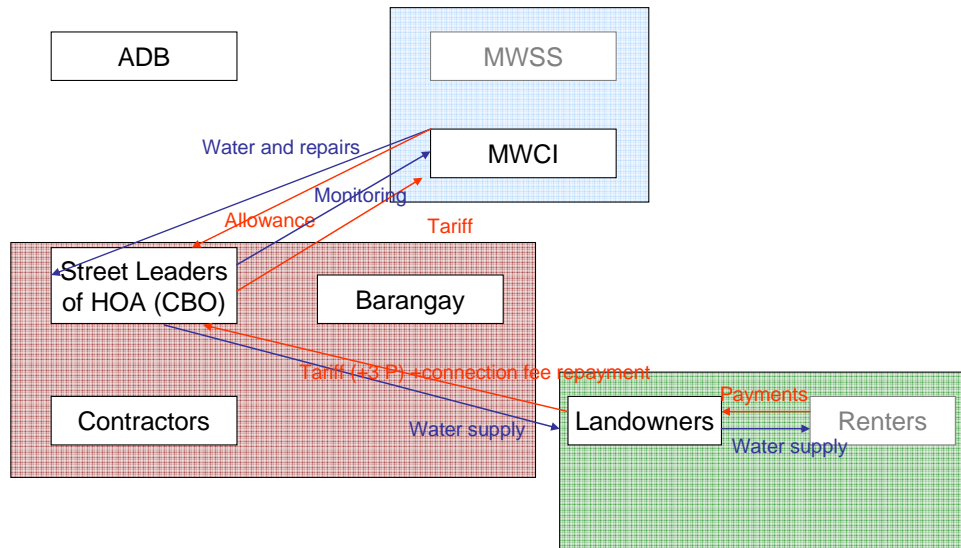 ADB
MWSS
MWCI
Water and repairs
Monitoring
Allowance
Tariff
Street Leaders
of HOA (CBO)
Barangay
Tariff (+3 P) +connection fee repayment
Payments
Contractors
Landowners
Renters
Water supply
Water supply